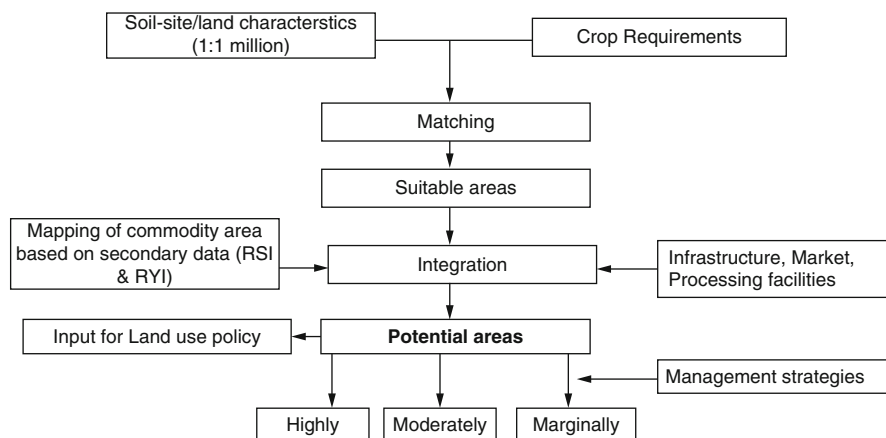 Soil-site/land characterstics
(1:1 million)
Crop Requirements
Matching
Suitable areas
Mapping of commodity area
based on secondary data (RSI
& RYI)
Integration
Infrastructure, Market,
Processing facilities
Input for Land use policy
Potential areas
Management strategies
Highly
Moderately
Marginally